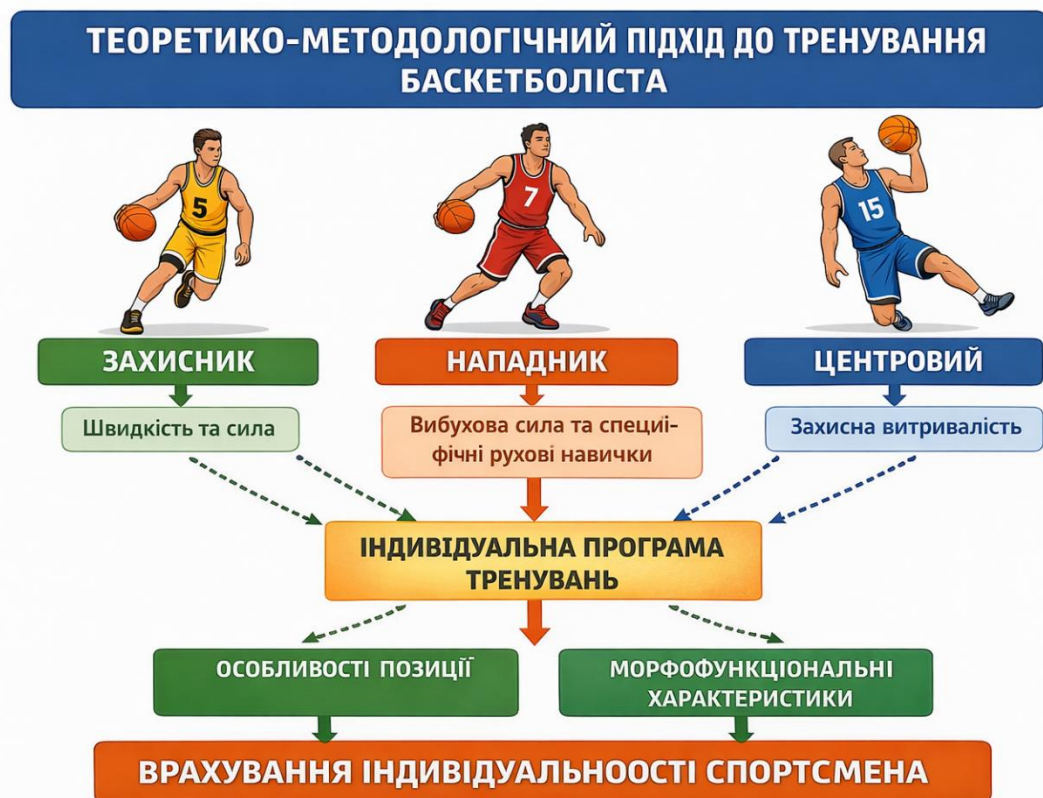 ТЕОРЕТИКО-МЕТОДОЛОГІЧНИЙ ПІДХІД ДО ТРЕНУВАННЯ
БАСКЕТБОЛІСТА
5
7
15
ЗАХИСНИК
НАПАДНИК
ЦЕНТРОВИЙ
Швидкість та сила
Вибухова сила та специі-
фічні рухові навички
Захисна витривалість
ІНДИВІДУАЛЬНА ПРОГРАМА
ТРЕНУВАНЬ
ОСОБЛИВОСТІ ПОЗИЦІЇ
МОРФОФУНКЦІОНАЛЬНІ
ХАРАКТЕРИСТИКИ
ВРАХУВАННЯ ІНДИВІДУАЛЬНООСТІ СПОРТСМЕНА